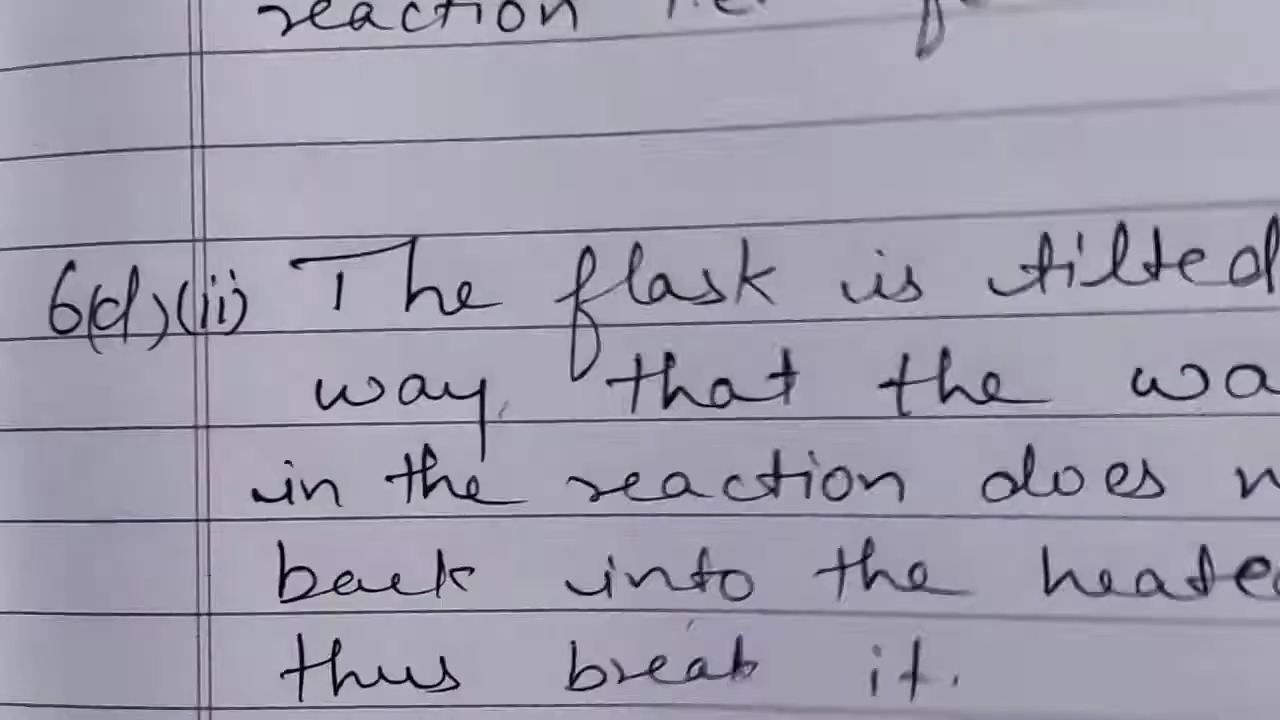 reaction i.e.
6(d)(ii) The flask is tilted
way, that the wa
in the reaction does n
back into the heate
thus break it.